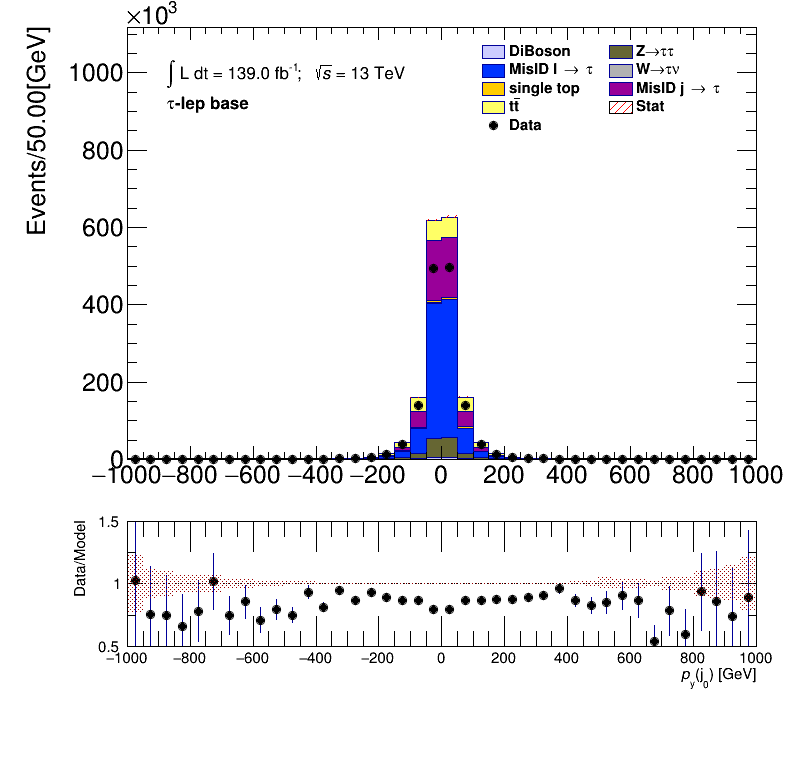 ×10³
Events/50.00[GeV]
1000
800
600
400
200
0
∫ L dt = 139.0 fb⁻¹; √s = 13 TeV
τ-lep base
DiBoson
MisID l → τ
single top
tt̄
Data
Z→ττ
W→τν
MisID j → τ
Stat
−1000 −800 −600 −400 −200 0 200 400 600 800 1000
Data/Model
1.5
1
0.5
−1000 −800 −600 −400 −200 0 200 400 600 800 1000
p_y(j_0) [GeV]